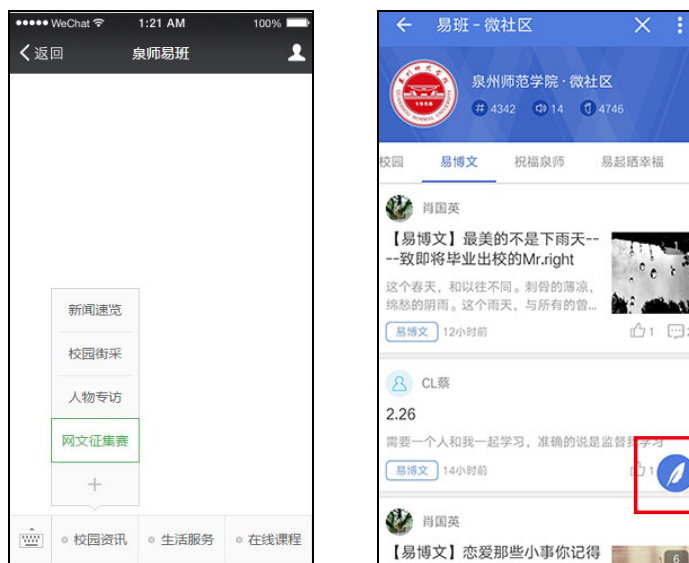 WeChat
1:21 AM
100%
返回
泉师易班
新闻速览
校园街采
人物专访
网文征集赛
+
校园资讯
生活服务
在线课程
易班-微社区
泉州师范学院·微社区
# 4342
14
4746
校园
易博文
祝福泉师
易起晒幸福
肖国英
【易博文】最美的不是下雨天--
--致即将毕业出校的Mr.right
这个春天，和以往不同。刺骨的薄凉，
绵愁的阴雨。这个雨天，与所有的曾...
易博文 12小时前
1
2
CL蔡
2.26
需要一个人和我一起学习，准确的说是监督我学习
易博文 14小时前
1
肖国英
【易博文】恋爱那些小事你记得
6